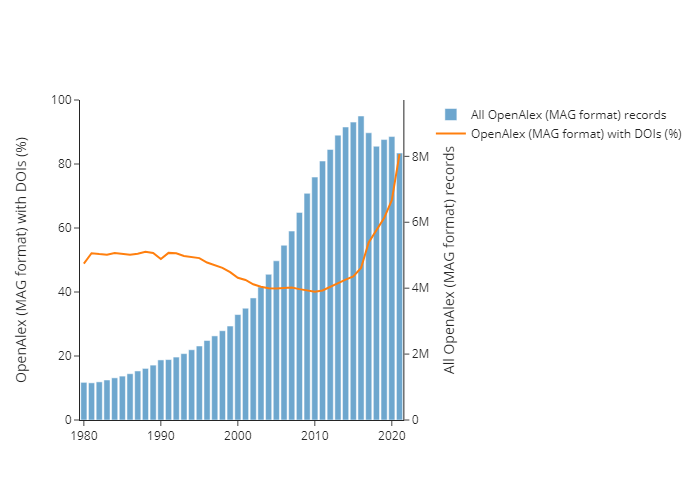 100
80
60
40
20
0
8M
6M
4M
2M
0
1980
1990
2000
2010
2020
OpenAlex (MAG format) with DOIs (%)
All OpenAlex (MAG format) records
All OpenAlex (MAG format) records
OpenAlex (MAG format) with DOIs (%)